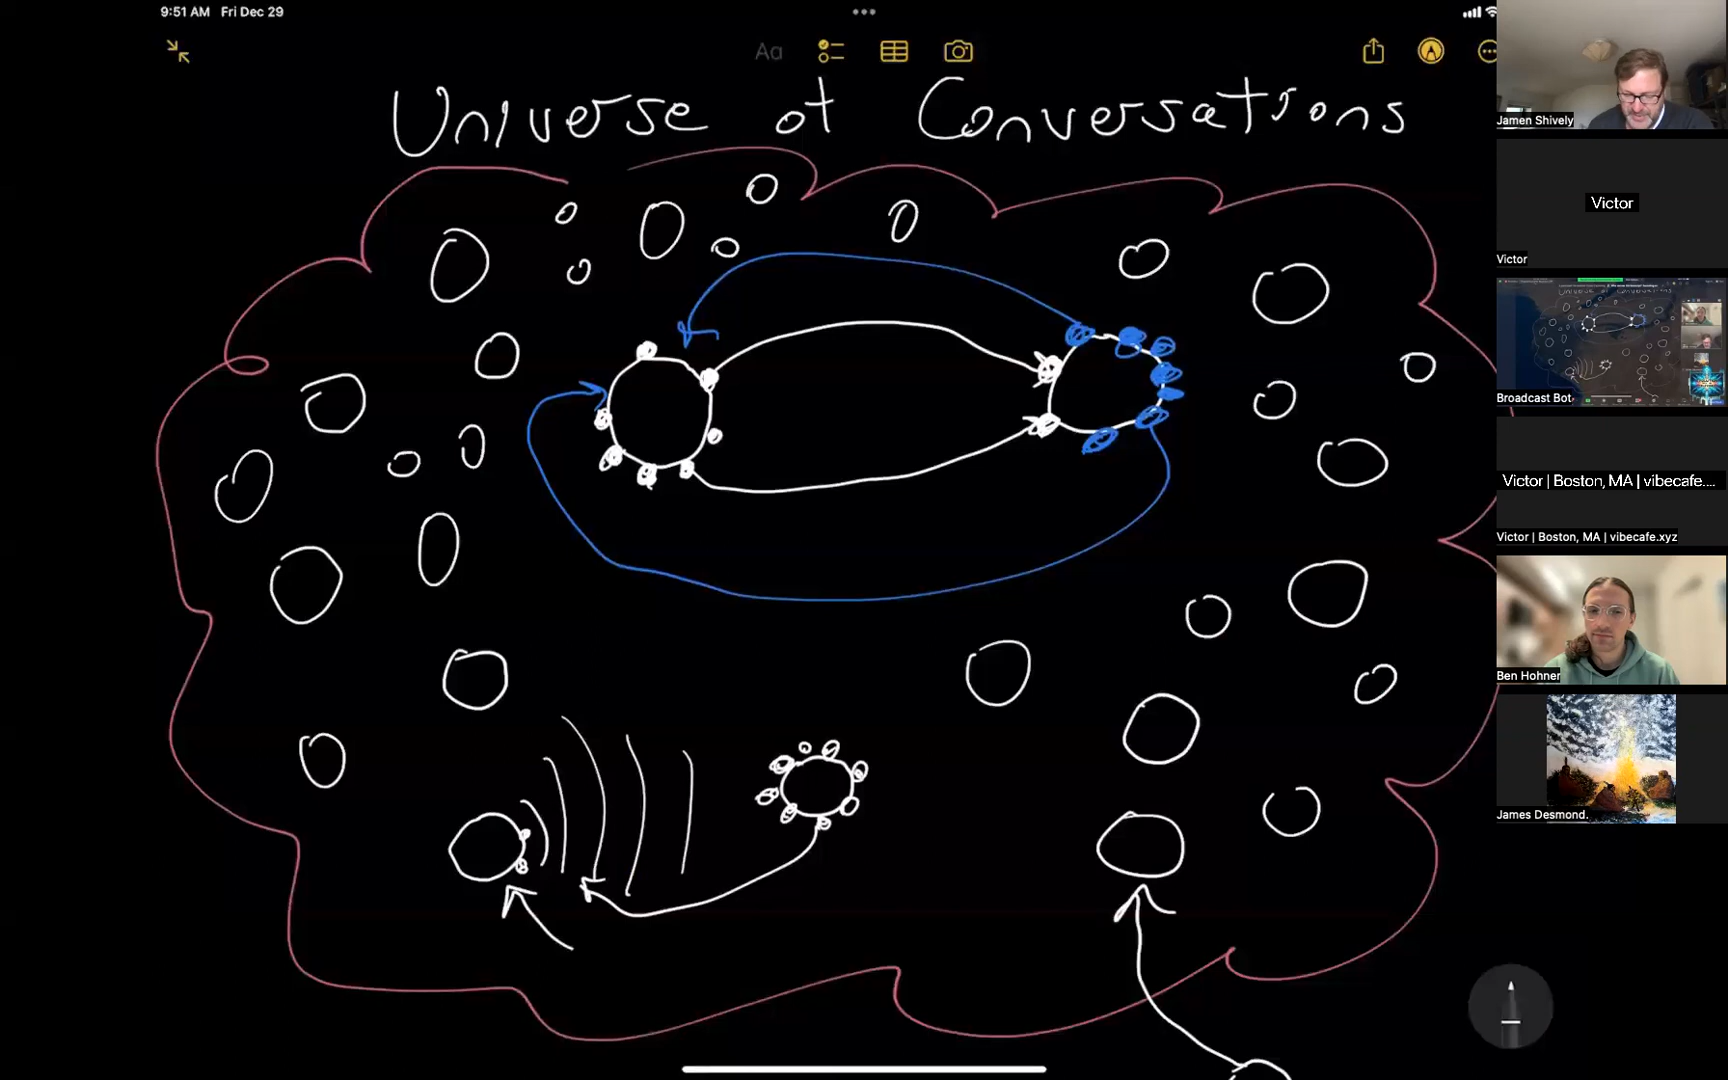 9:51 AM Fri Dec 29
Aa
Universe of Conversations
Jamen Shively
Victor
Victor
Broadcast Bot
Victor | Boston, MA | vibecafe....
Victor | Boston, MA | vibecafe.xyz
Ben Hohner
James Desmond.